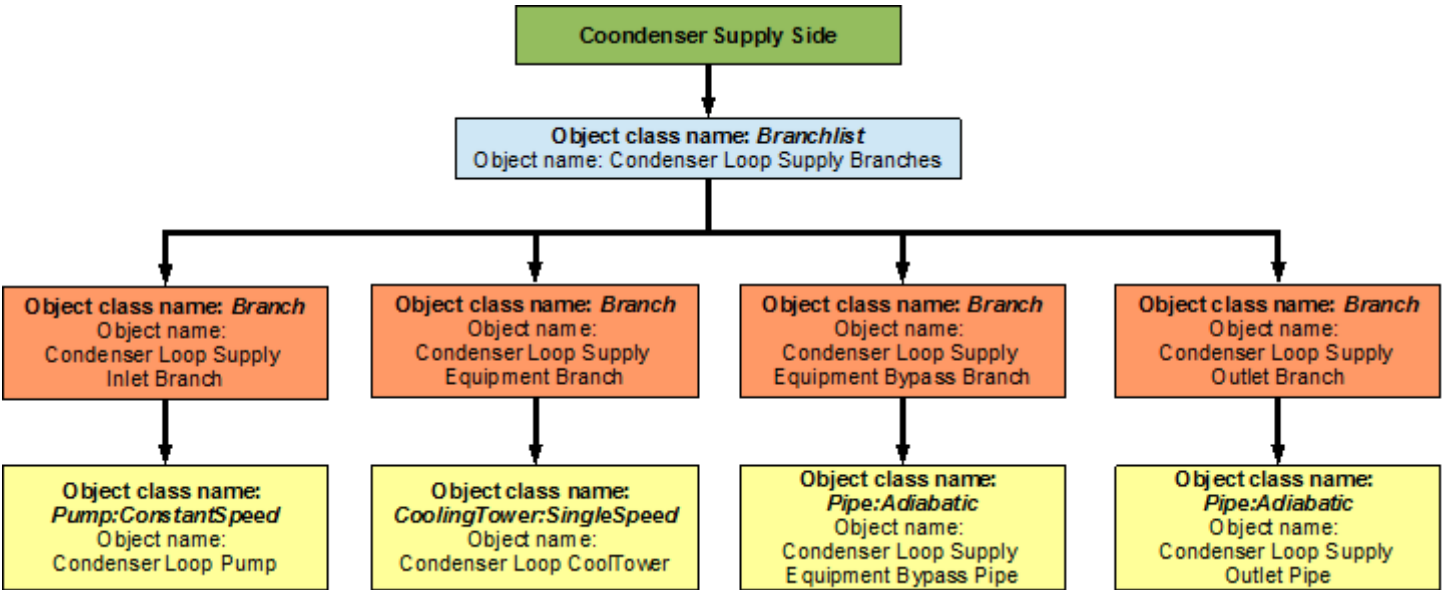 Coondenser Supply Side
Object class name: Branchlist
Object name: Condenser Loop Supply Branches
Object class name: Branch
Object name:
Condenser Loop Supply
Inlet Branch
Object class name: Branch
Object name:
Condenser Loop Supply
Equipment Branch
Object class name: Branch
Object name:
Condenser Loop Supply
Equipment Bypass Branch
Object class name: Branch
Object name:
Condenser Loop Supply
Outlet Branch
Object class name:
Pump:ConstantSpeed
Object name:
Condenser Loop Pump
Object class name:
CoolingTower:SingleSpeed
Object name:
Condenser Loop CoolTower
Object class name:
Pipe:Adiabatic
Object name:
Condenser Loop Supply
Equipment Bypass Pipe
Object class name:
Pipe:Adiabatic
Object name:
Condenser Loop Supply
Outlet Pipe